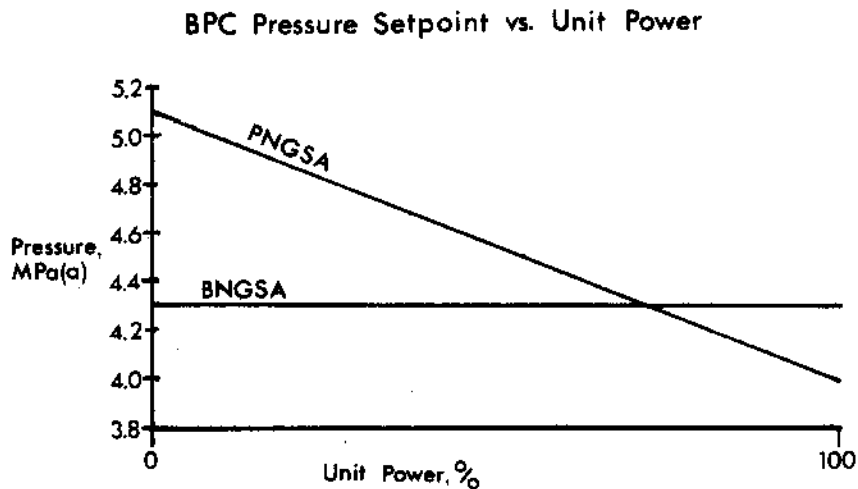 BPC Pressure Setpoint vs. Unit Power
5.2
PNGSA
5.0
4.8
4.6
Pressure,
MPa(a)
4.4
BNGSA
4.2
4.0
3.8
0
100
Unit Power, %